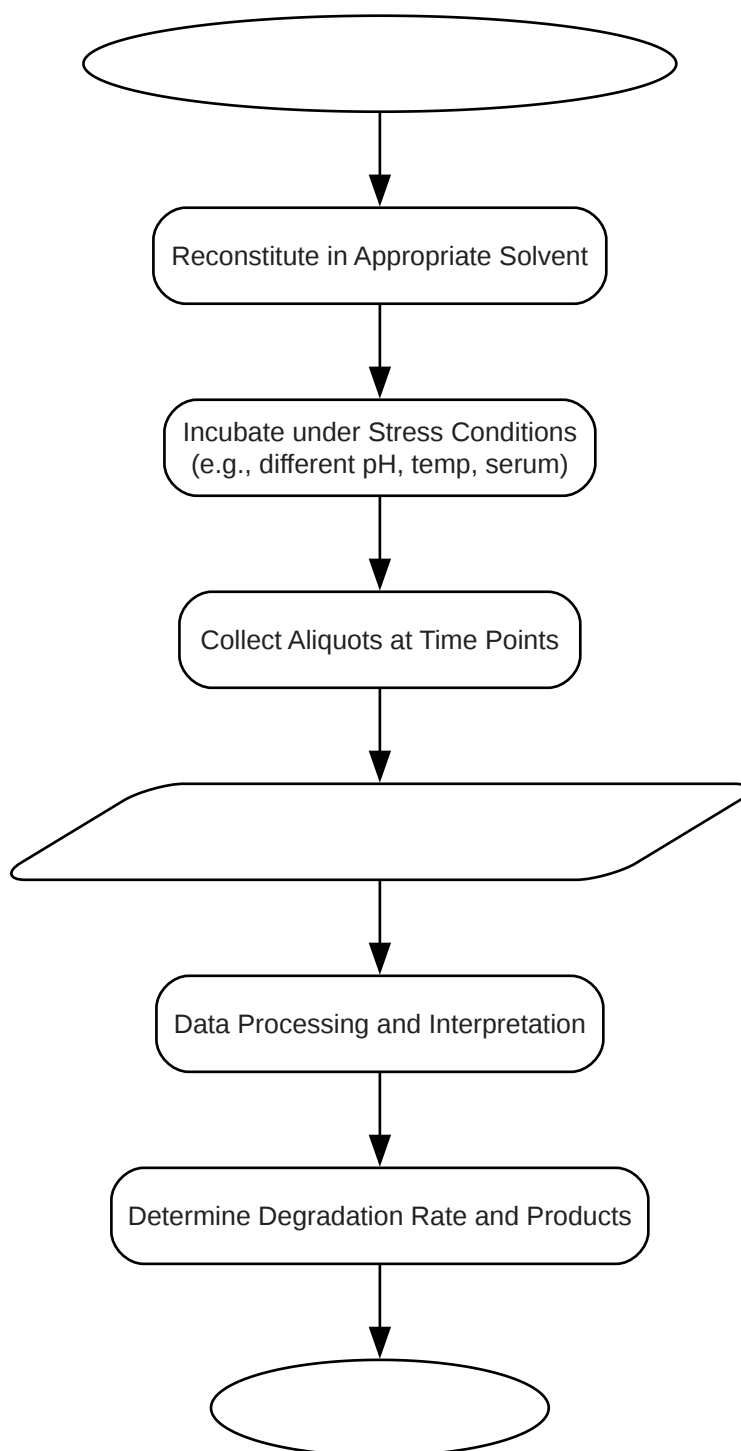 Reconstitute in Appropriate Solvent
Incubate under Stress Conditions
(e.g., different pH, temp, serum)
Collect Aliquots at Time Points
Data Processing and Interpretation
Determine Degradation Rate and Products